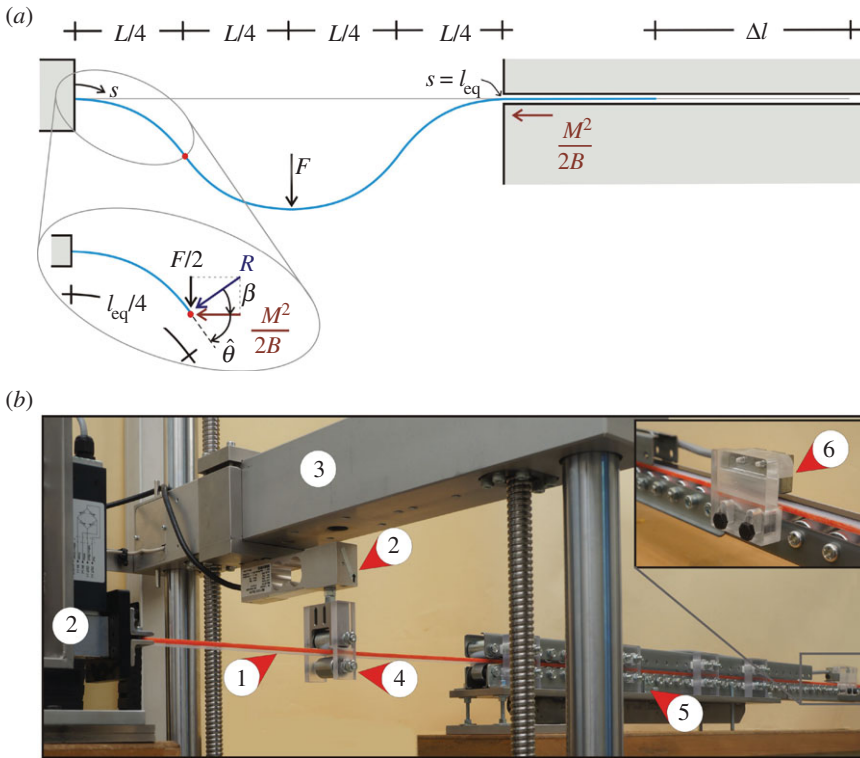 (a)
L/4 L/4 L/4 L/4 Δl
s
s = l_eq
F
M²/2B
F/2 R
β
l_eq/4
M²/2B
θ̂
(b)
6
3
2
2
1
4
5